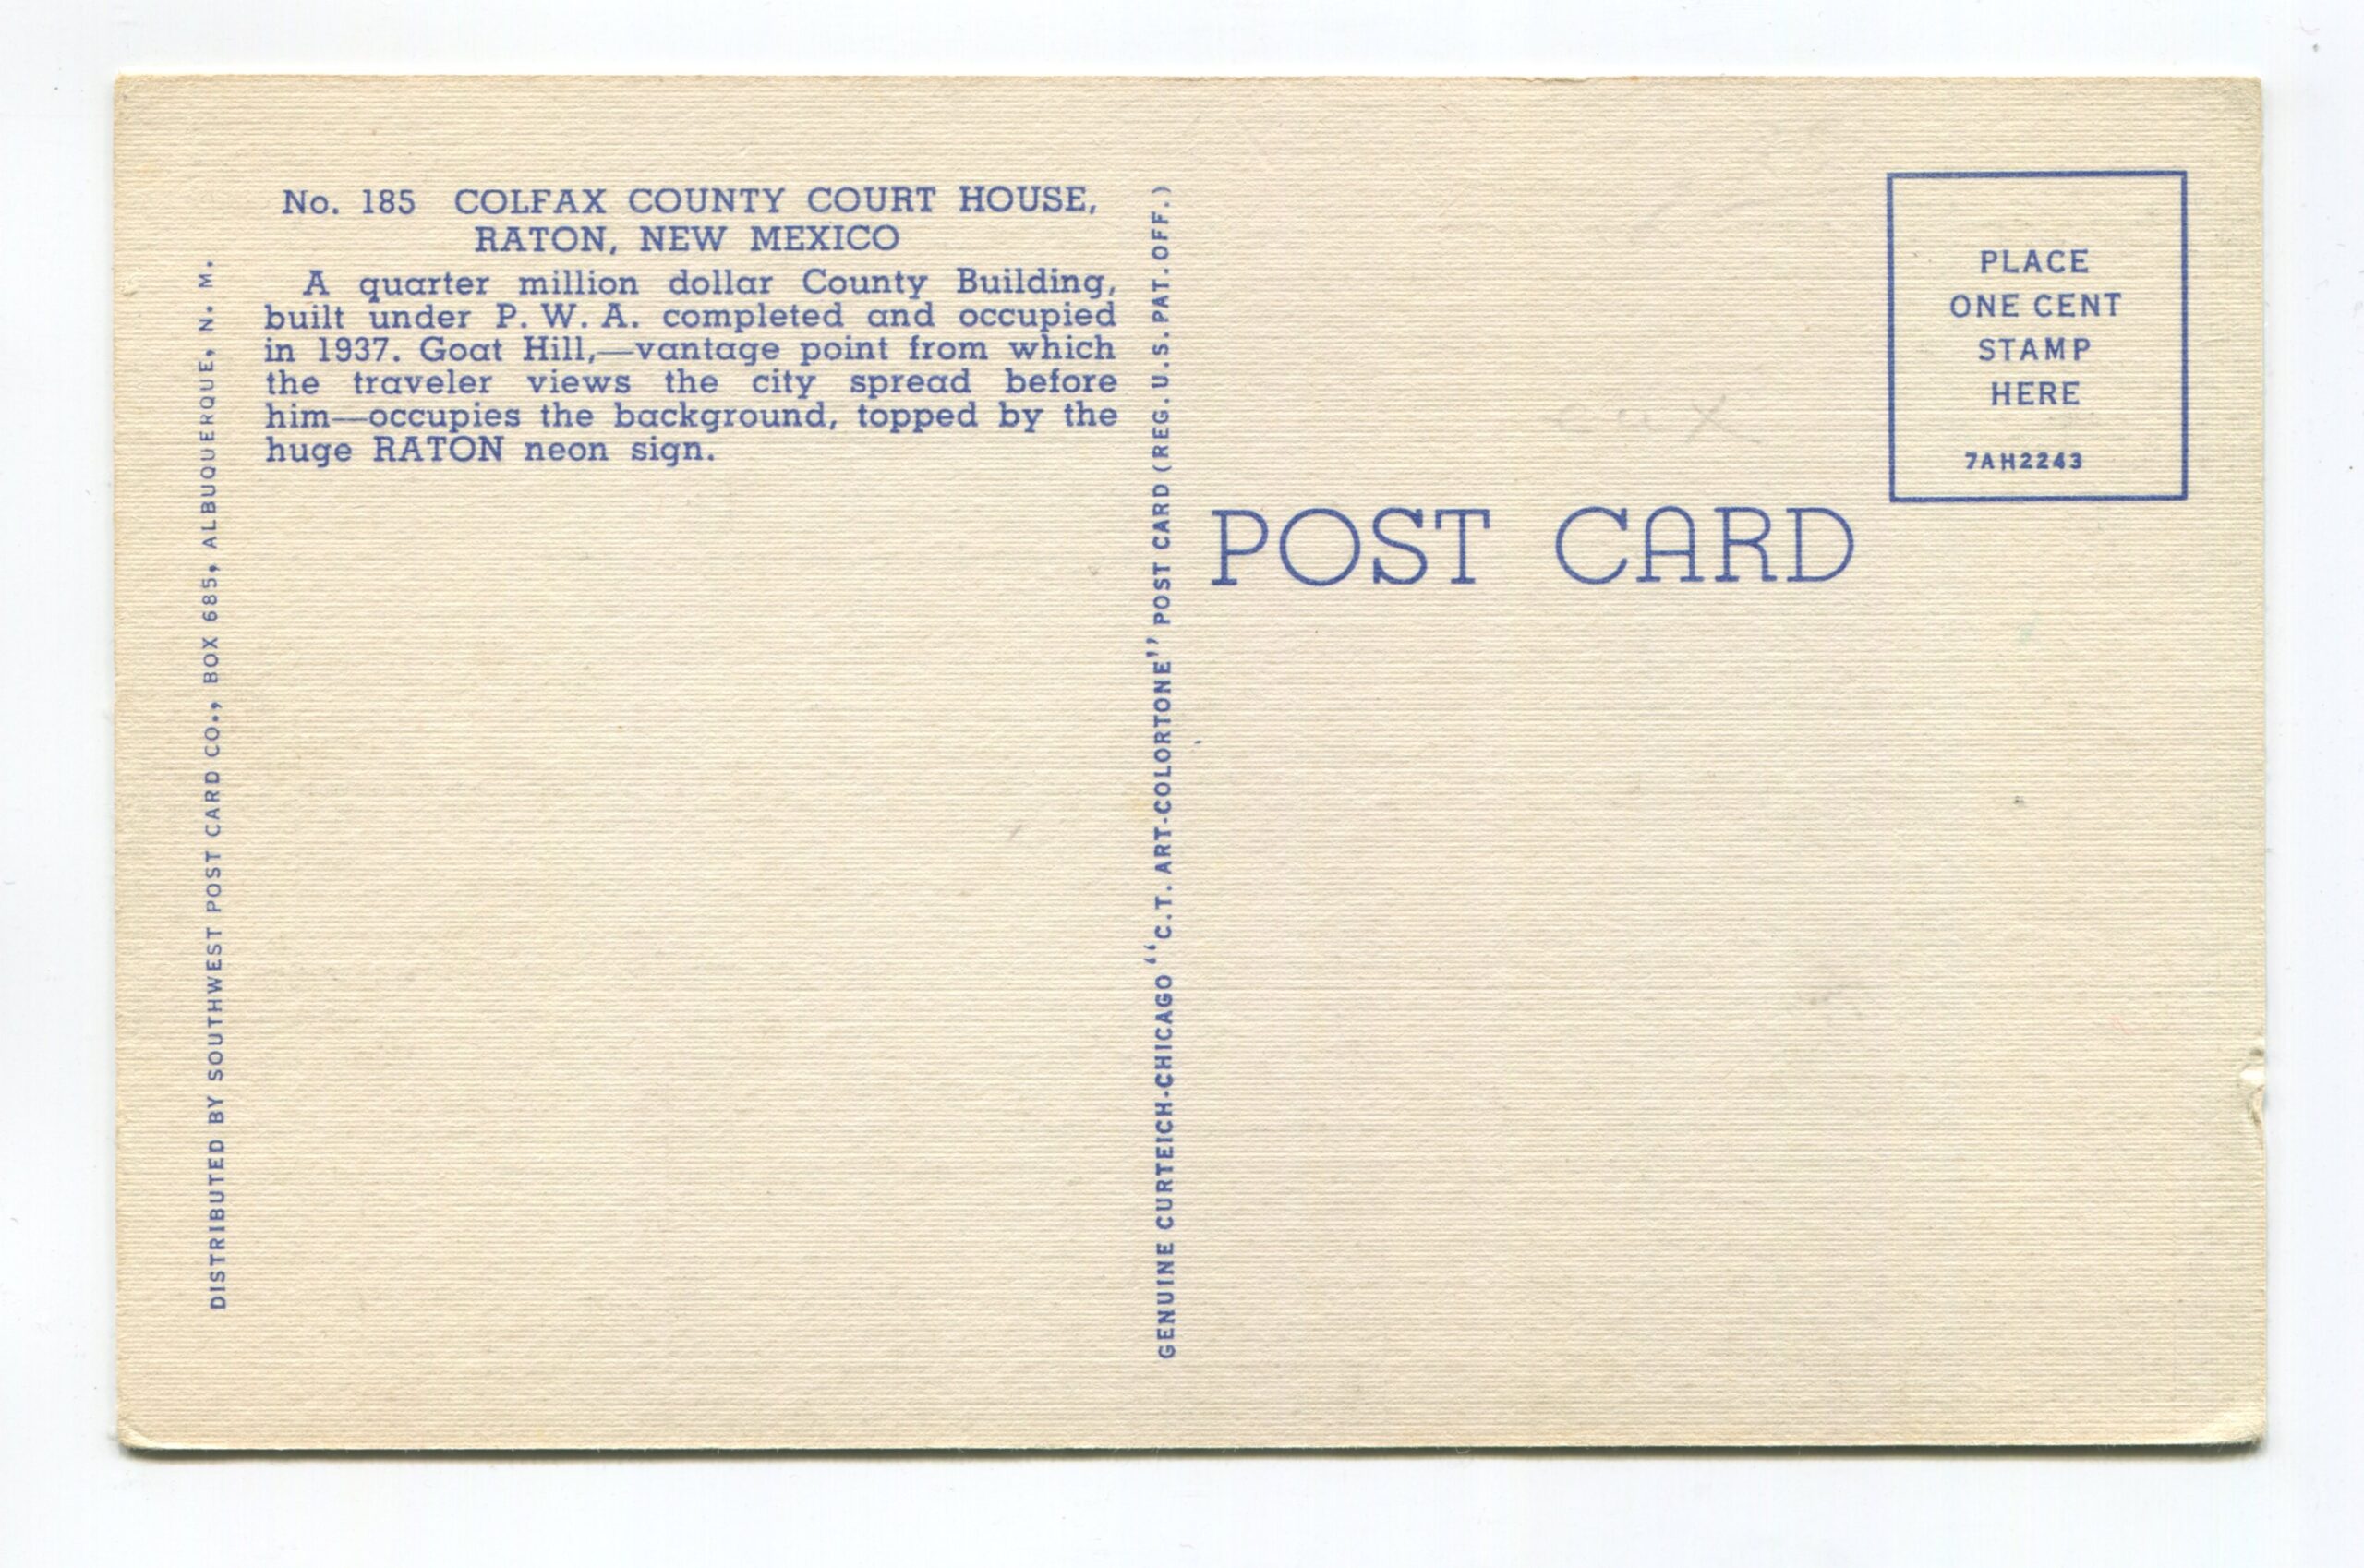 No. 185 COLFAX COUNTY COURT HOUSE,
RATON, NEW MEXICO
A quarter million dollar County Building,
built under P. W. A. completed and occupied
in 1937. Goat Hill,—vantage point from which
the traveler views the city spread before
him—occupies the background, topped by the
huge RATON neon sign.
DISTRIBUTED BY SOUTHWEST POST CARD CO., BOX 685, ALBUQUERQUE, N. M.
GENUINE CURTEICH-CHICAGO "C.T. ART-COLORTONE" POST CARD (REG. U.S. PAT. OFF.)
POST CARD
PLACE
ONE CENT
STAMP
HERE
7AH2243